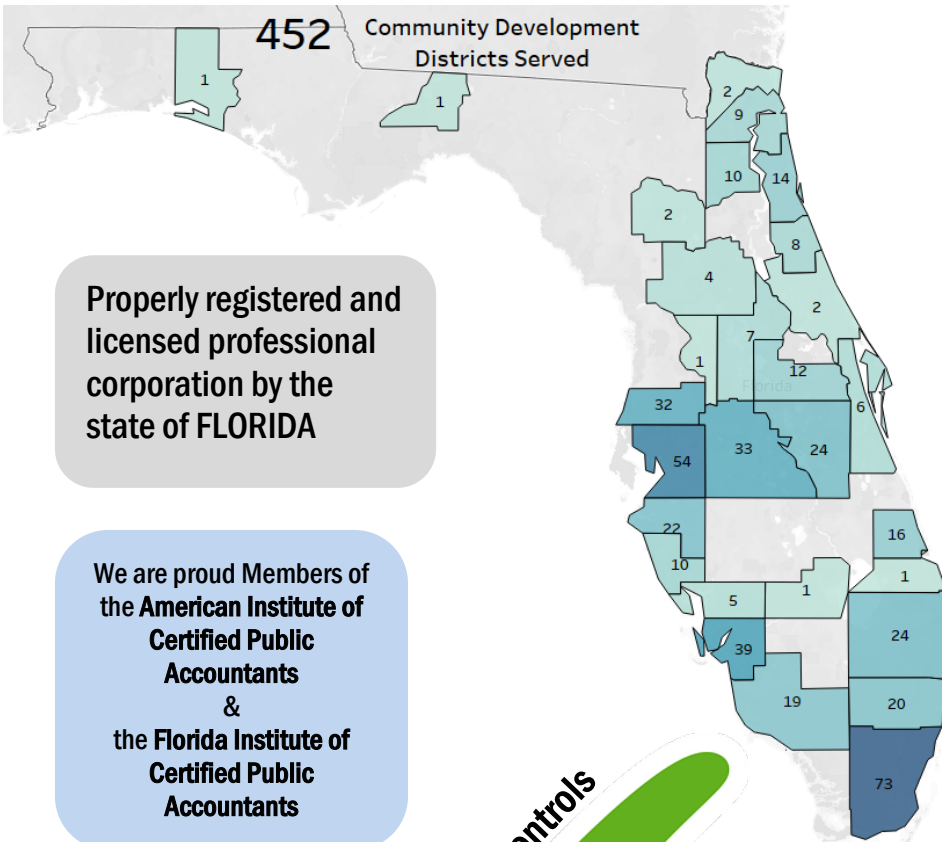 452
Community Development
Districts Served
1
1
2
9
10
14
2
8
4
2
7
1
12
Florida
32
6
33
24
54
22
16
10
1
1
5
24
39
19
20
73
Properly registered and
licensed professional
corporation by the
state of FLORIDA
We are proud Members of
the American Institute of
Certified Public
Accountants
&
the Florida Institute of
Certified Public
Accountants